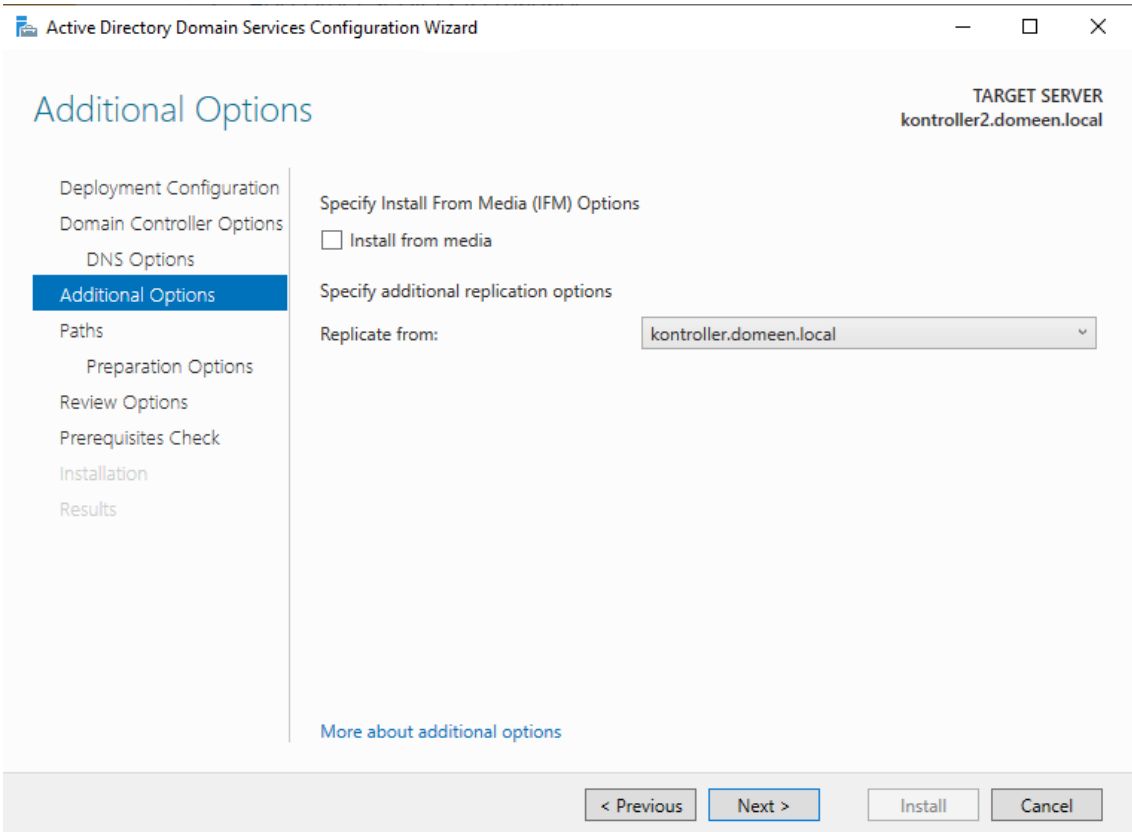 Active Directory Domain Services Configuration Wizard
Additional Options
TARGET SERVER
kontroller2.domeen.local
Deployment Configuration
Domain Controller Options
DNS Options
Additional Options
Paths
Preparation Options
Review Options
Prerequisites Check
Installation
Results
Specify Install From Media (IFM) Options
Install from media
Specify additional replication options
Replicate from: kontroller.domeen.local
More about additional options
< Previous Next > Install Cancel